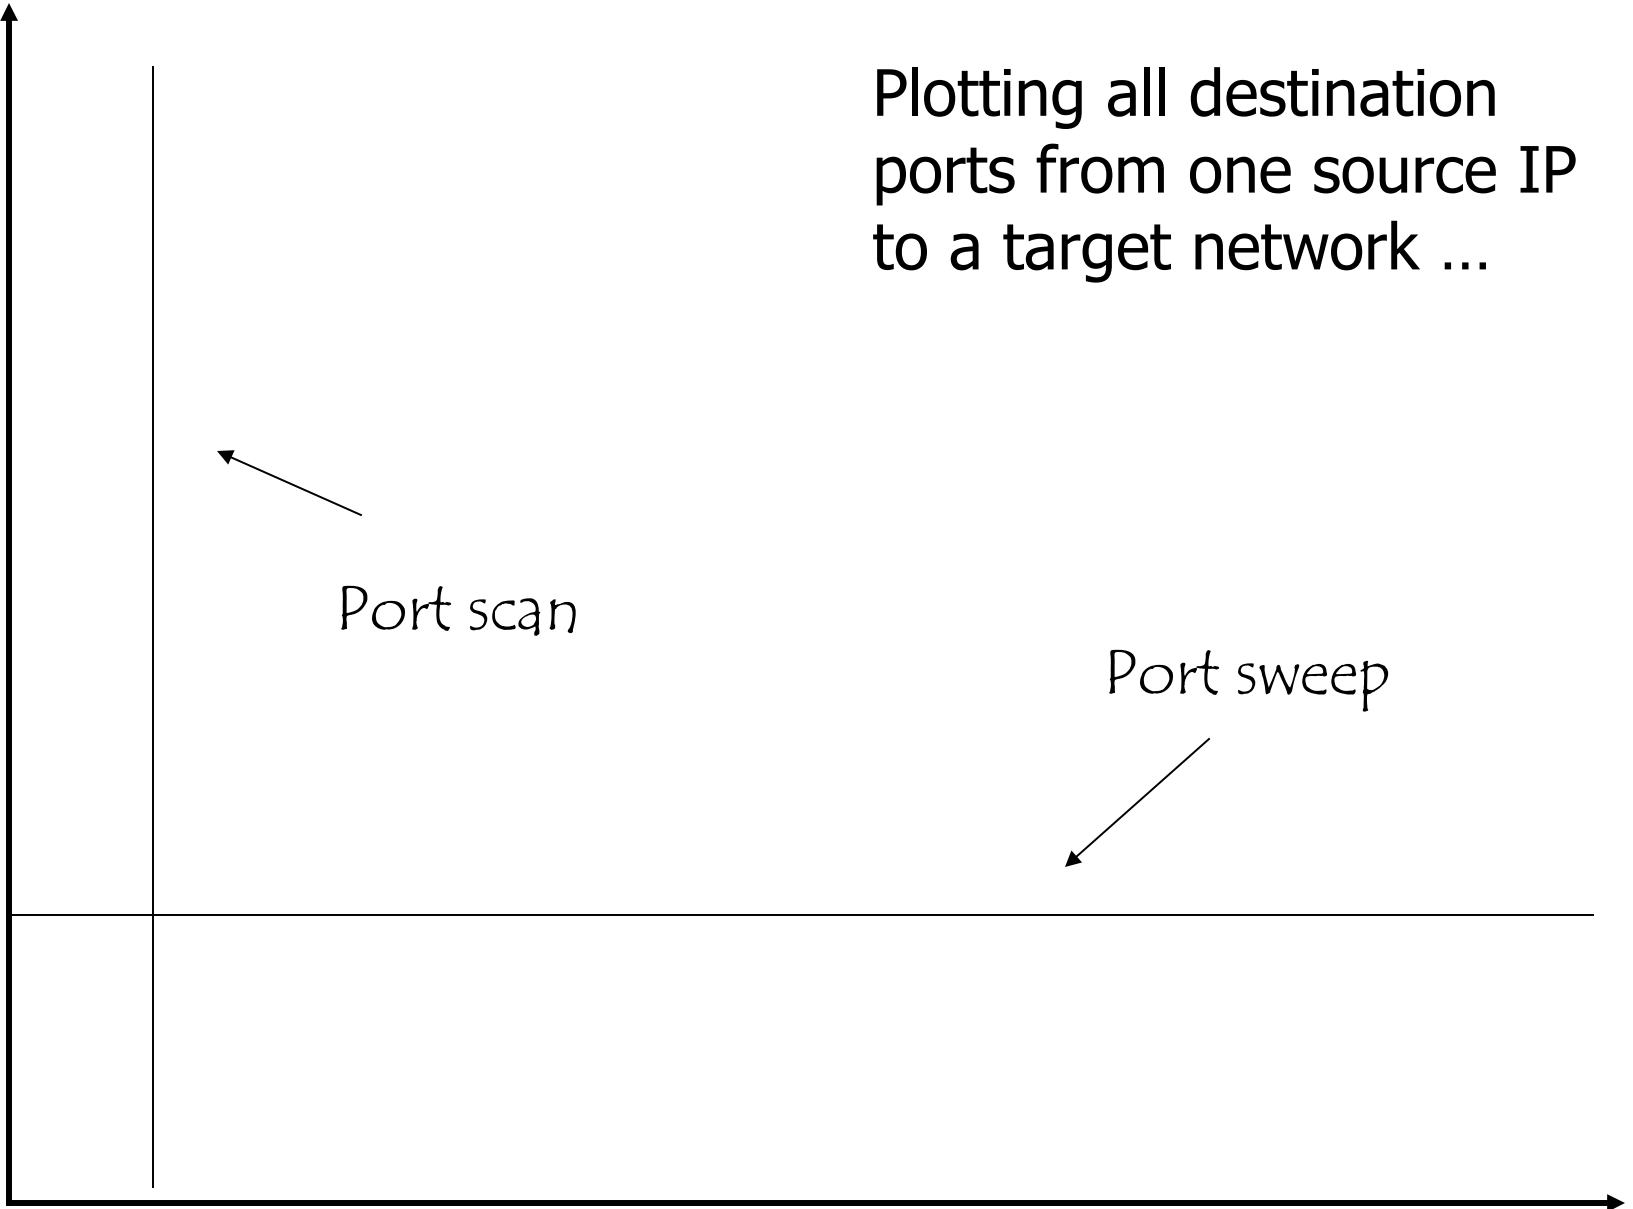 Plotting all destination
ports from one source IP
to a target network …
Port scan
Port sweep